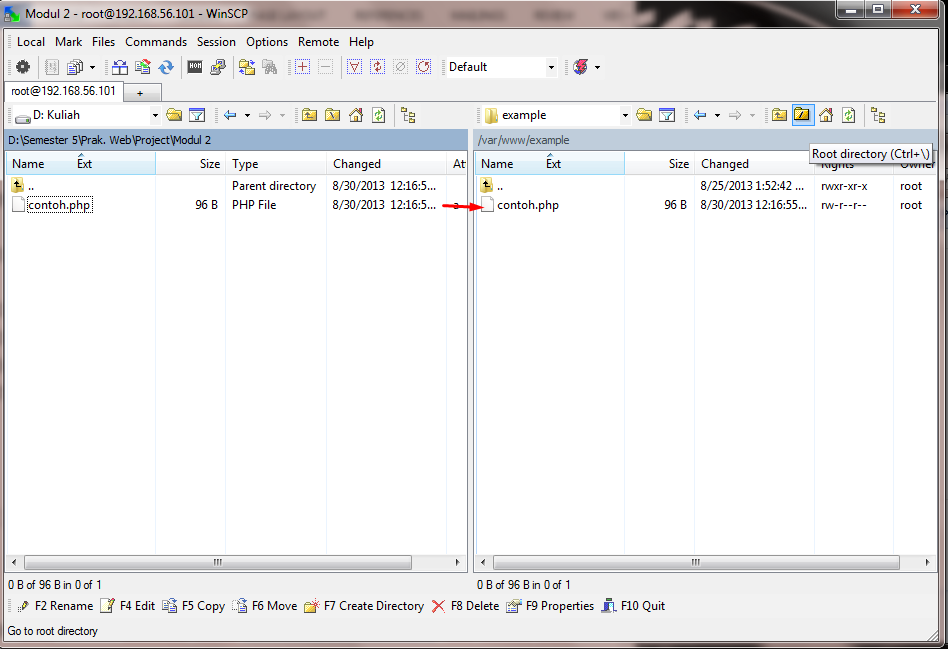 Modul 2 - root@192.168.56.101 - WinSCP
Local Mark Files Commands Session Options Remote Help
Default
root@192.168.56.101 +
D: Kuliah
example
D:\Semester 5\Prak. Web\Project\Modul 2
/var/www/example
Root directory (Ctrl+\)
Name Ext Size Type Changed At
Name Ext Size Changed Rights Owner
.. Parent directory 8/30/2013 12:16:5...
.. 8/25/2013 1:52:42 ... rwxr-xr-x root
contoh.php 96 B PHP File 8/30/2013 12:16:5... a
contoh.php 96 B 8/30/2013 12:16:55... rw-r--r-- root
0 B of 96 B in 0 of 1
0 B of 96 B in 0 of 1
F2 Rename F4 Edit F5 Copy F6 Move F7 Create Directory F8 Delete F9 Properties F10 Quit
Go to root directory